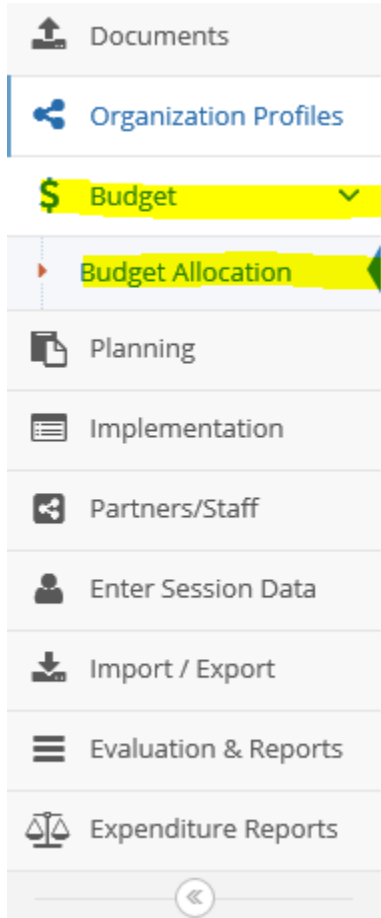 Documents
Organization Profiles
$ Budget
Budget Allocation
Planning
Implementation
Partners/Staff
Enter Session Data
Import / Export
Evaluation & Reports
Expenditure Reports